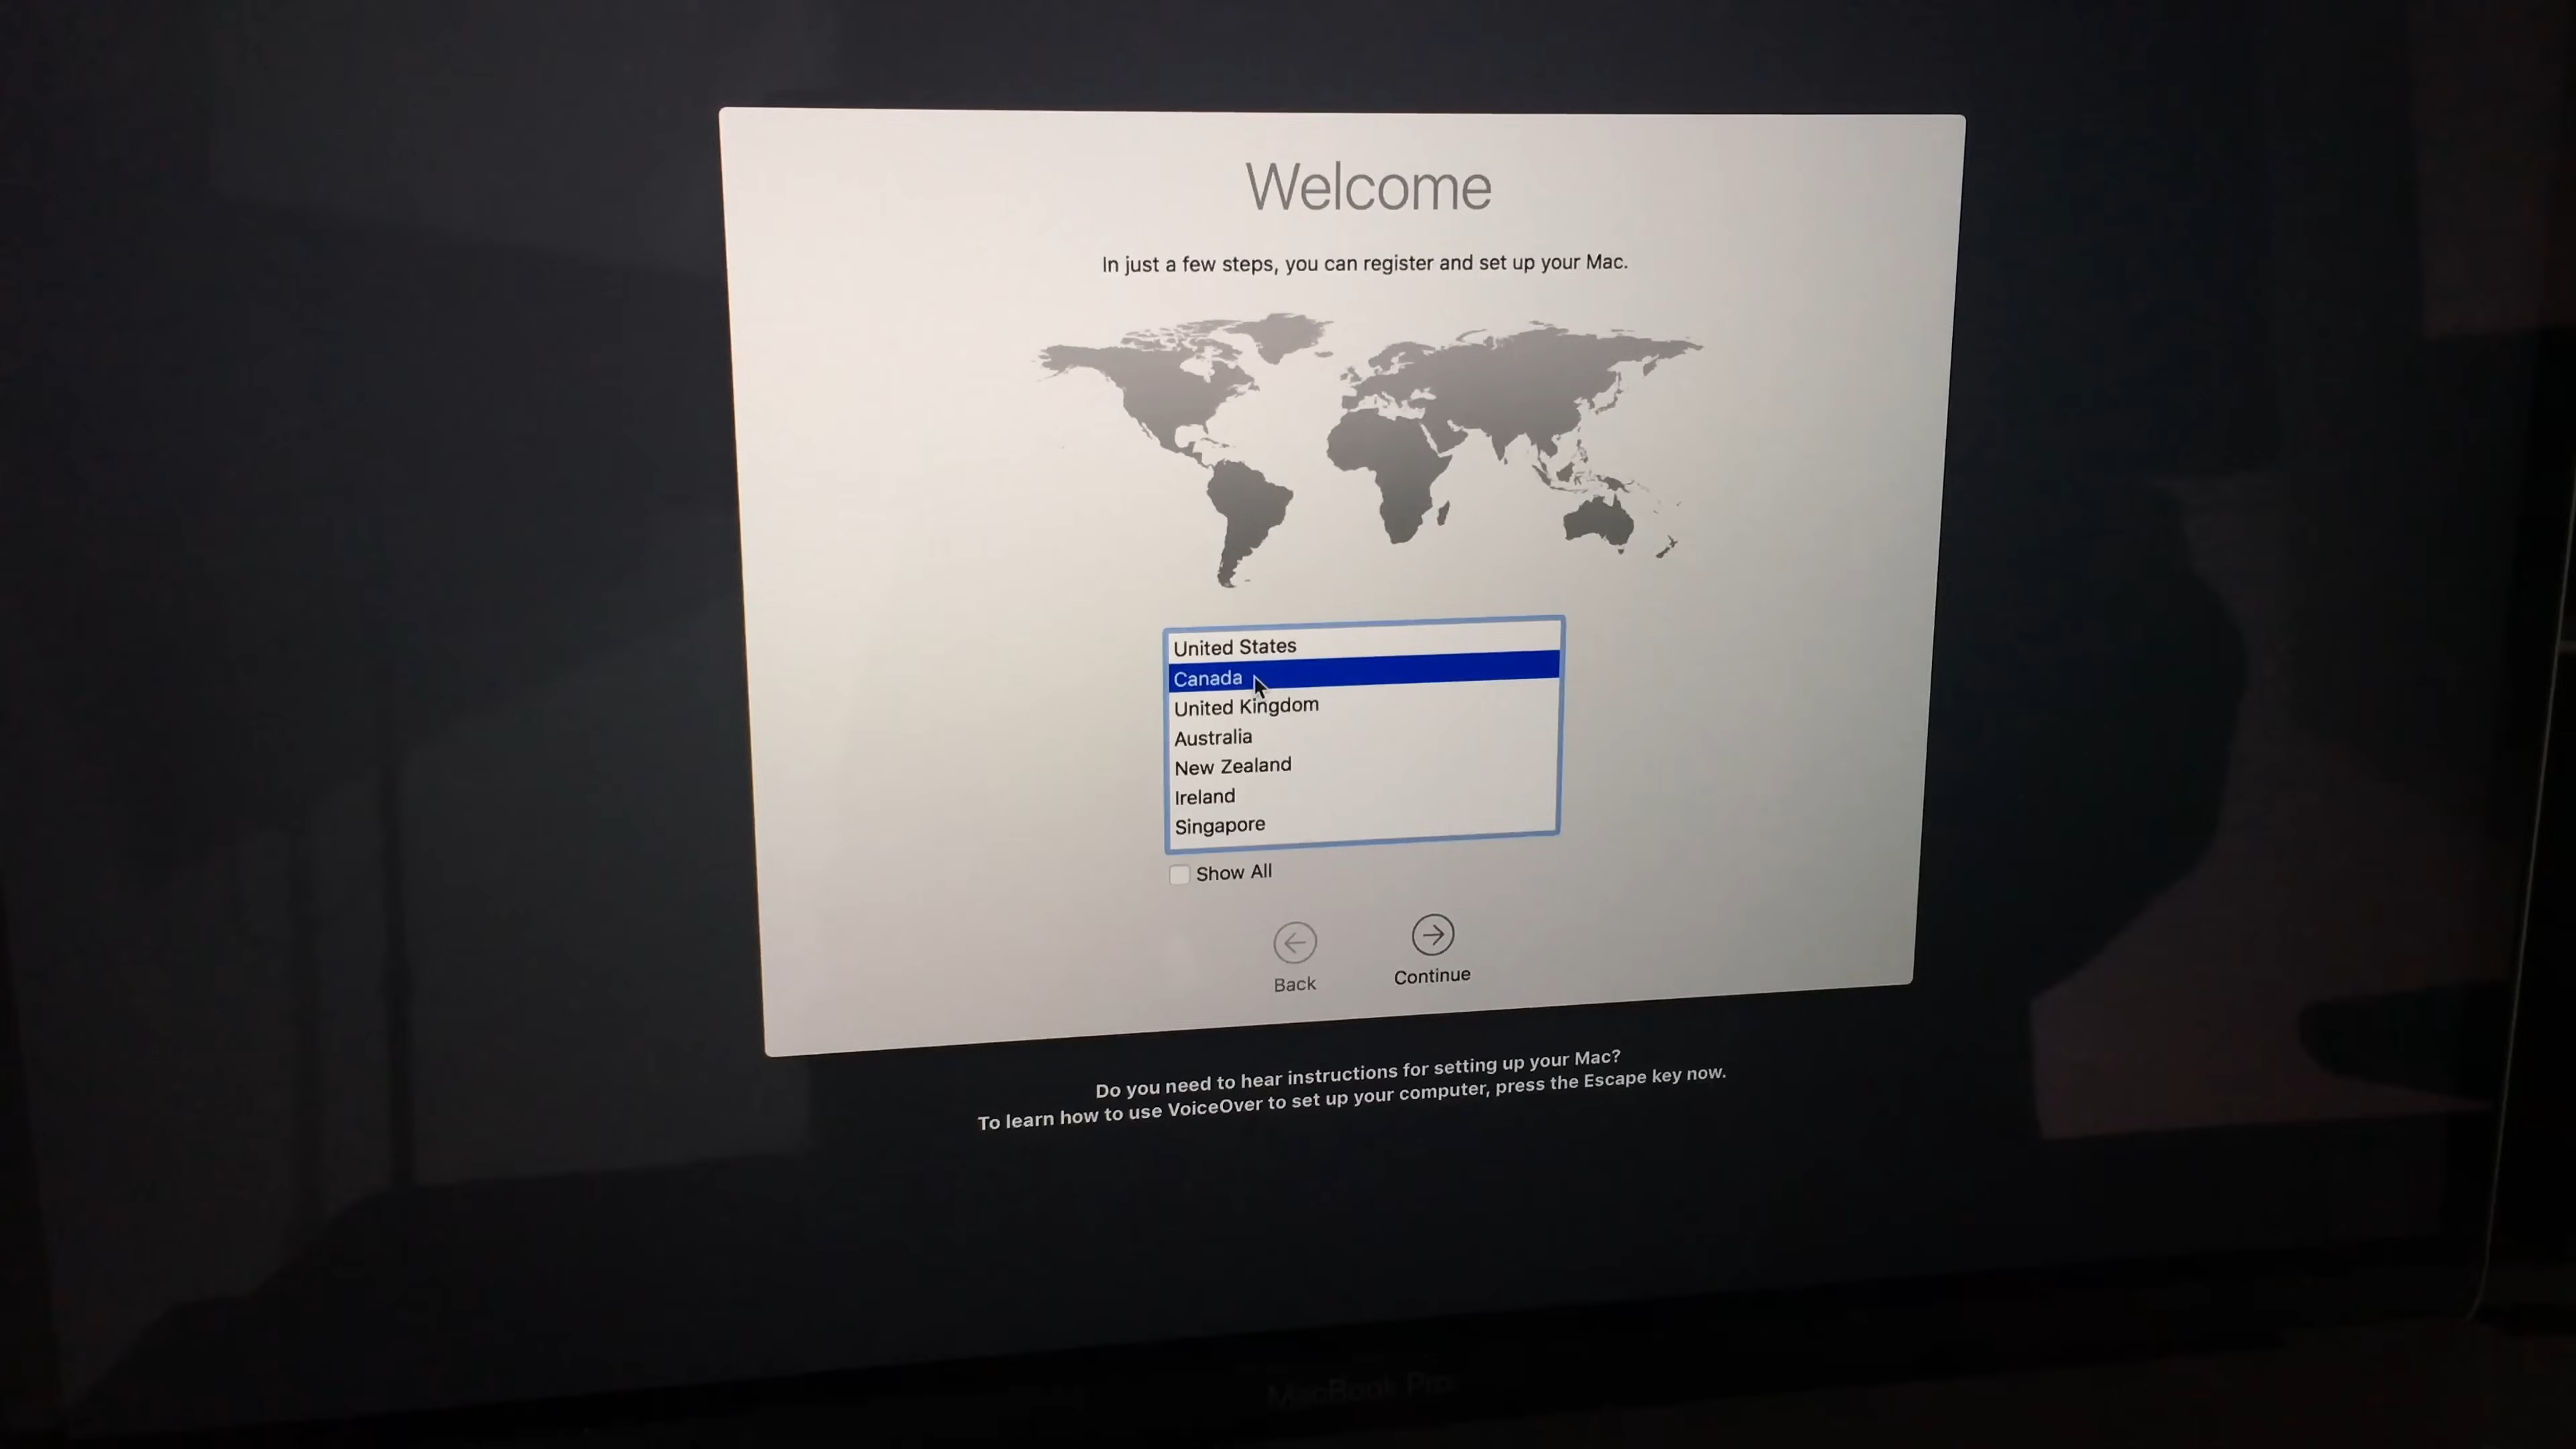 Welcome
In just a few steps, you can register and set up your Mac.
United States
Canada
United Kingdom
Australia
New Zealand
Ireland
Singapore
Show All
Back
Continue
Do you need to hear instructions for setting up your Mac?
To learn how to use VoiceOver to set up your computer, press the Escape key now.
MacBook Pro